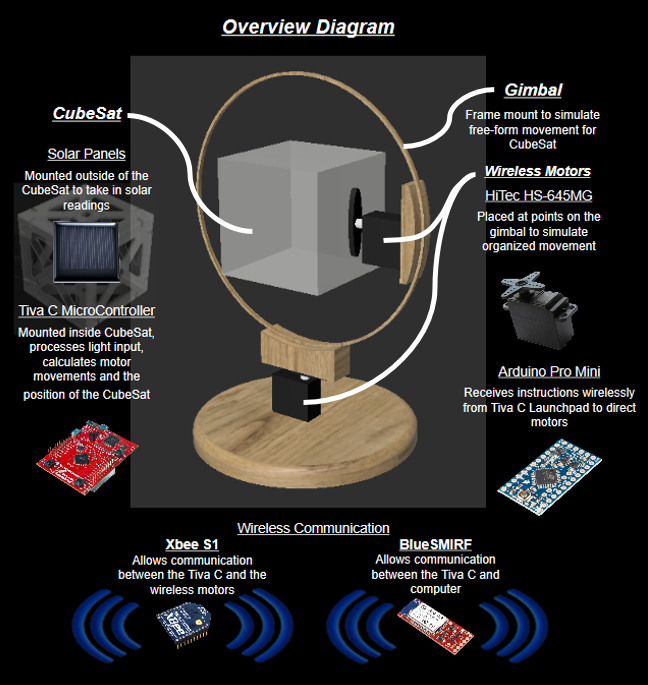 Overview Diagram
CubeSat
Solar Panels
Mounted outside of the
CubeSat to take in solar
readings
Tiva C MicroController
Mounted inside CubeSat,
processes light input,
calculates motor
movements and the
position of the CubeSat
Gimbal
Frame mount to simulate
free-form movement for
CubeSat
Wireless Motors
HiTec HS-645MG
Placed at points on the
gimbal to simulate
organized movement
Arduino Pro Mini
Receives instructions wirelessly
from Tiva C Launchpad to direct
motors
Wireless Communication
Xbee S1
Allows communication
between the Tiva C and the
wireless motors
BlueSMIRF
Allows communication
between the Tiva C and
computer